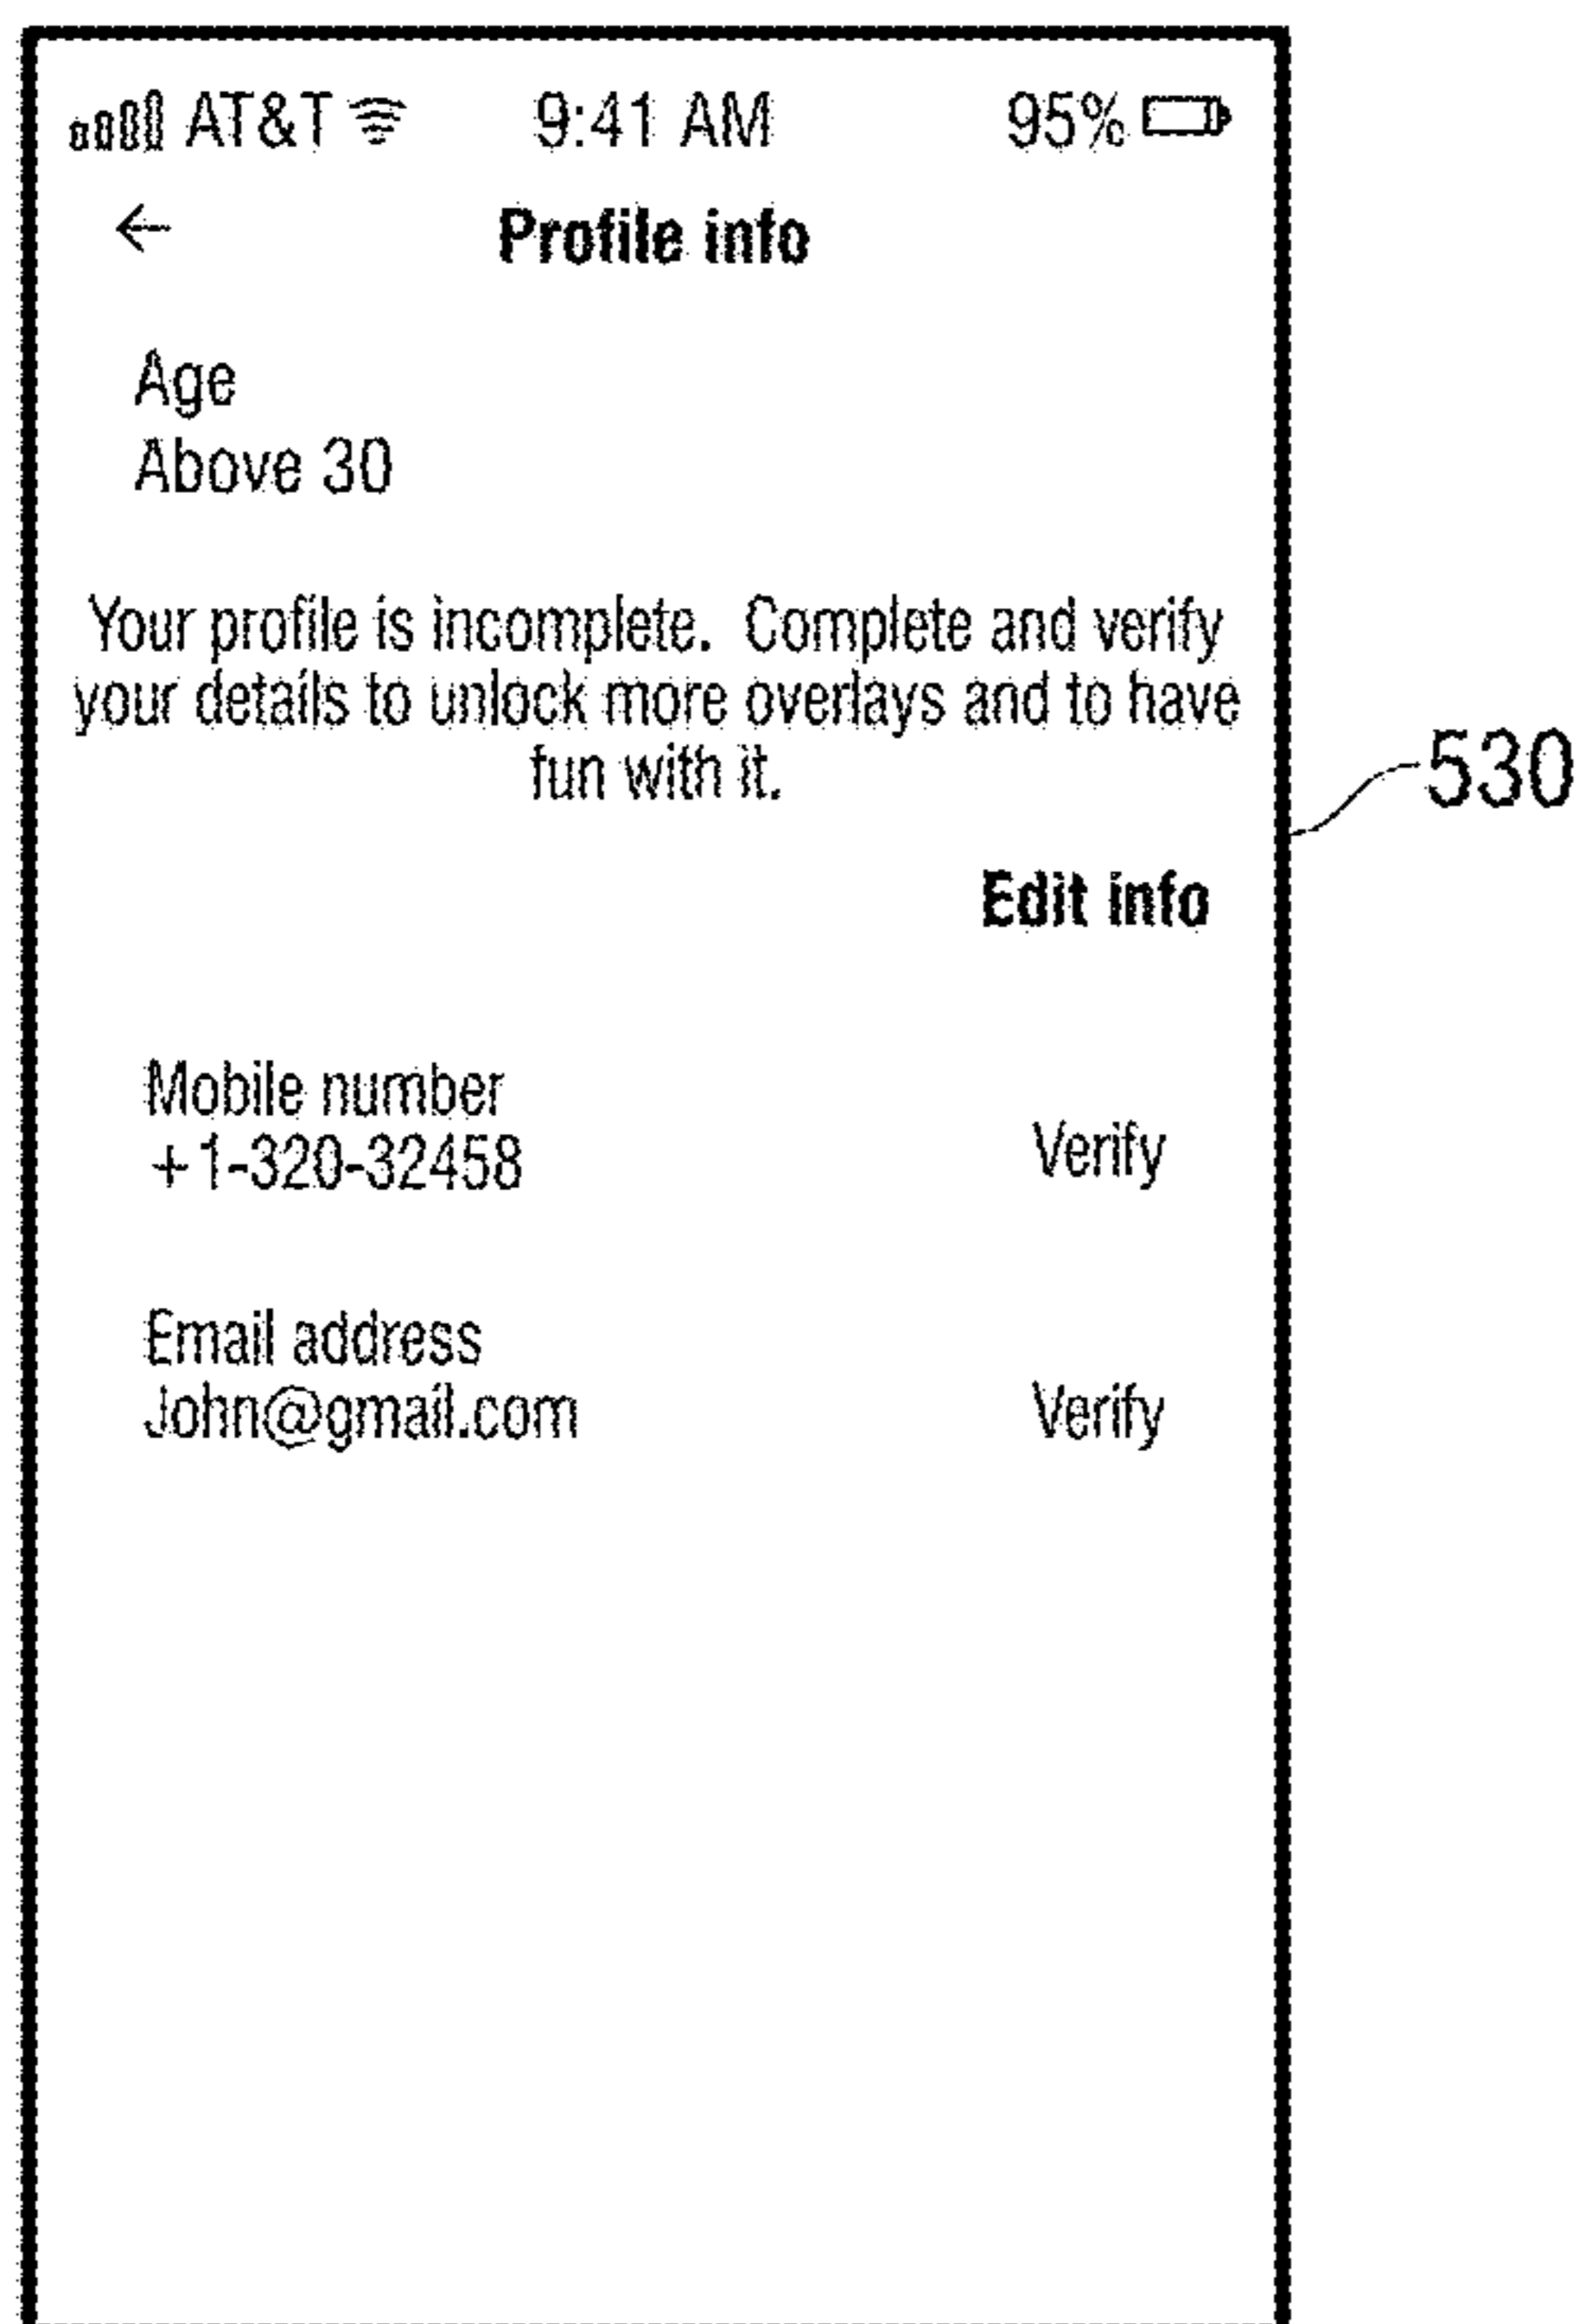 AT&T 9:41 AM 95%
← Profile info
Age
Above 30
Your profile is incomplete. Complete and verify
your details to unlock more overlays and to have
fun with it.
530
Edit info
Mobile number
+1-320-32458 Verify
Email address
John@gmail.com Verify